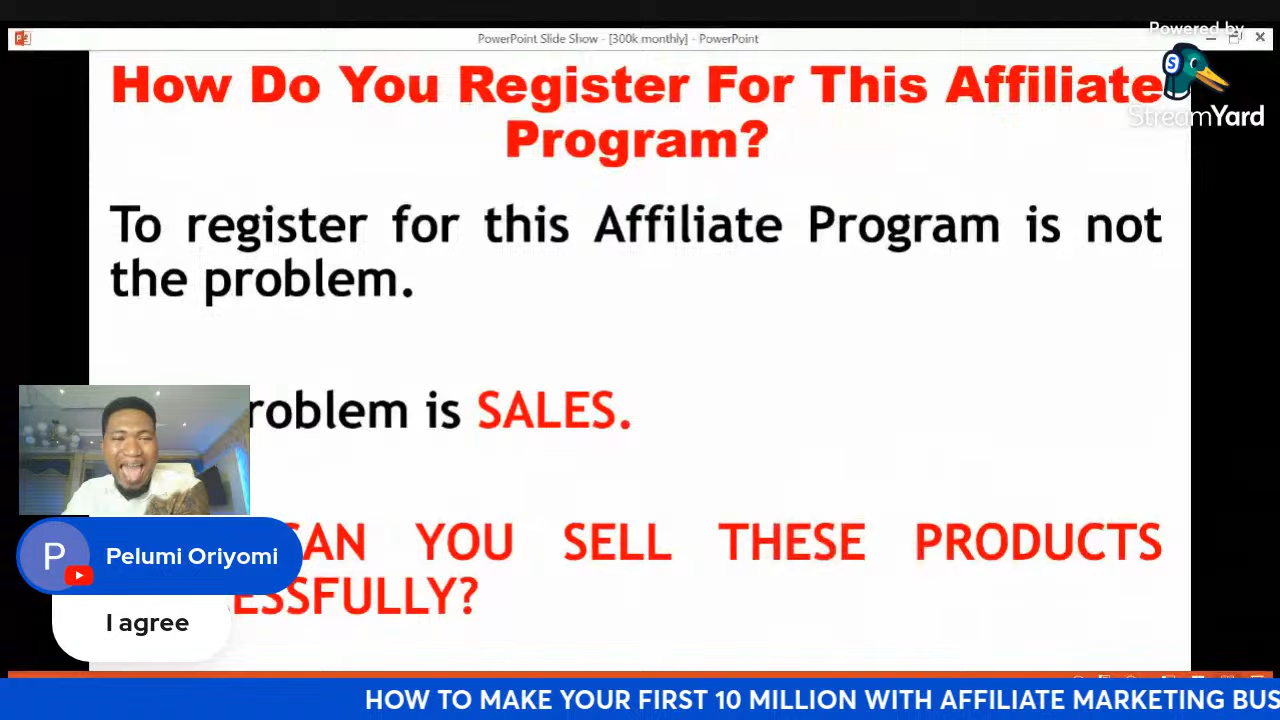 PowerPoint Slide Show - [300k monthly] - PowerPoint
Powered by
StreamYard
How Do You Register For This Affiliate
Program?
To register for this Affiliate Program is not
the problem.
roblem is SALES.
AN YOU SELL THESE PRODUCTS
ESSFULLY?
P
Pelumi Oriyomi
I agree
HOW TO MAKE YOUR FIRST 10 MILLION WITH AFFILIATE MARKETING BUS